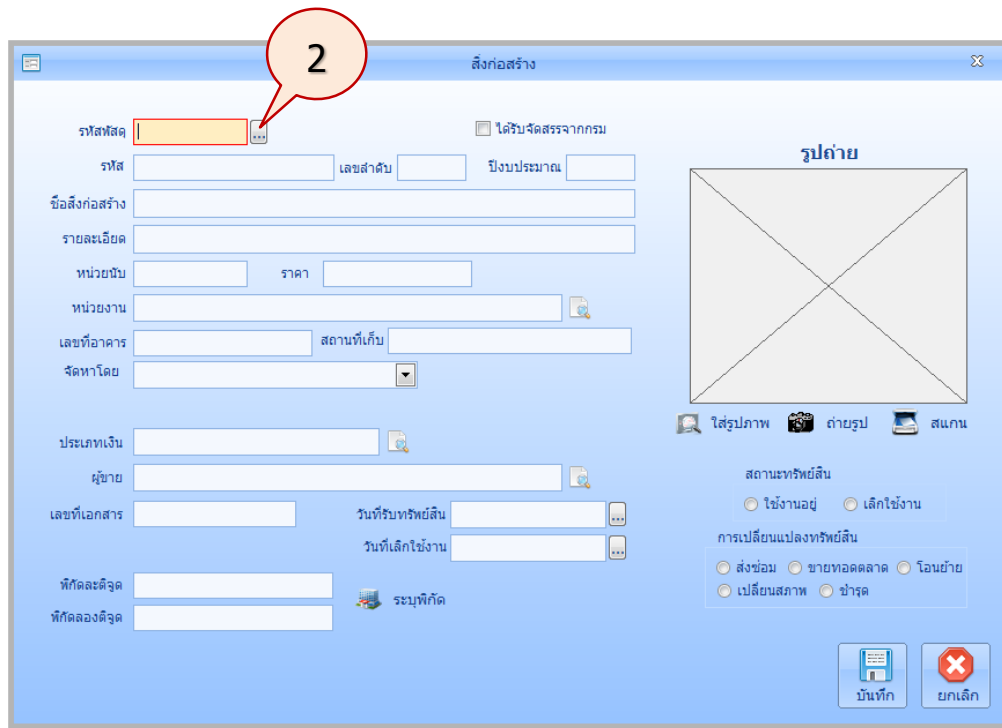 2
สิ่งก่อสร้าง
รหัสพัสดุ ... ได้รับจัดสรรจากกรม
รหัส เลขลำดับ ปีงบประมาณ
รูปถ่าย
ชื่อสิ่งก่อสร้าง
รายละเอียด
หน่วยนับ ราคา
หน่วยงาน
เลขที่อาคาร สถานที่เก็บ
จัดหาโดย
ใส่รูปภาพ ถ่ายรูป สแกน
ประเภทเงิน
ผู้ขาย
เลขที่เอกสาร วันที่รับทรัพย์สิน ...
วันที่เลิกใช้งาน ...
พิกัดละติจูด
พิกัดลองติจูด
ระบุพิกัด
สถานะทรัพย์สิน
ใช้งานอยู่ เลิกใช้งาน
การเปลี่ยนแปลงทรัพย์สิน
ส่งซ่อม ขายทอดตลาด โอนย้าย
เปลี่ยนสภาพ ชำรุด
บันทึก ยกเลิก